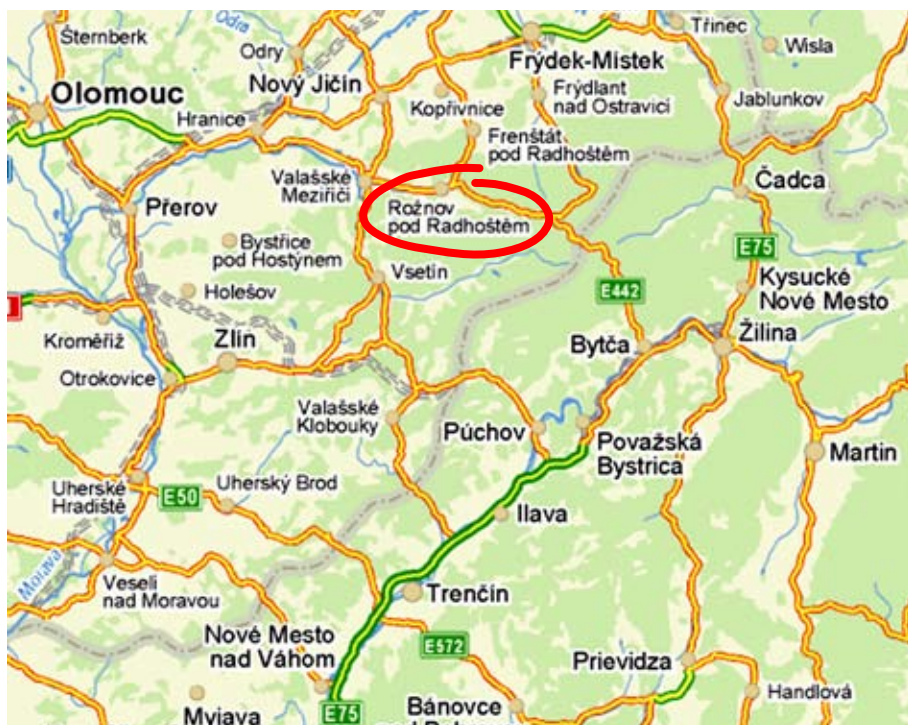 Odra
Šternberk
Třinec
Odry
Wisla
Frýdek-Místek
Nový Jičín
Olomouc
Kopřivnice
Frýdlant
nad Ostravicí
Jablunkov
Hranice
Frenštát
pod Radhoštěm
Valašské
Meziříčí
Čadca
Přerov
Rožnov
pod Radhoštěm
Bystřice
pod Hostýnem
E75
Vsetín
Kysucké
Nové Mesto
Holešov
E442
Kroměříž
Zlín
Bytča
Žilina
Otrokovice
Valašské
Klobouky
Púchov
Považská
Bystrica
Martin
Uherské
Hradiště
E50
Uherský Brod
Ilava
Morava
Veselí
nad Moravou
Trenčín
Nové Mesto
nad Váhom
E572
Prievidza
Handlová
Myjava
E75
Bánovce